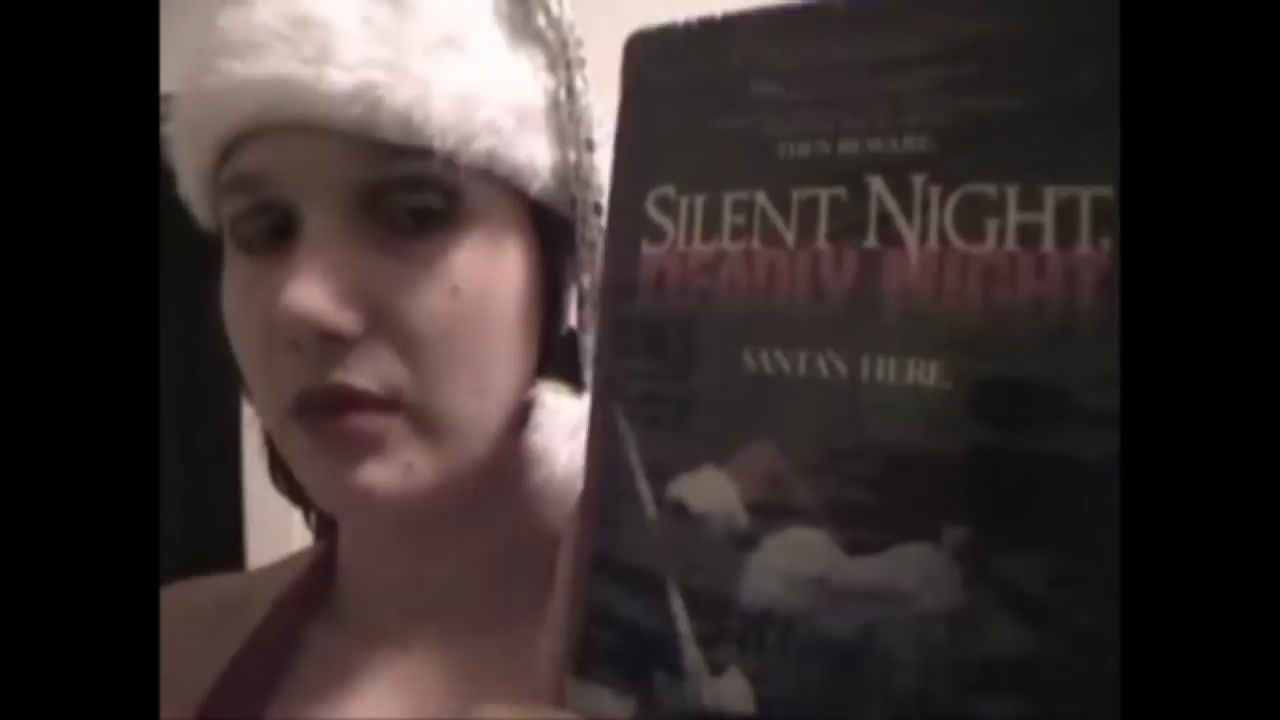 THEN BEWARE.
SILENT NIGHT,
DEADLY NIGHT
SANTA'S HERE.